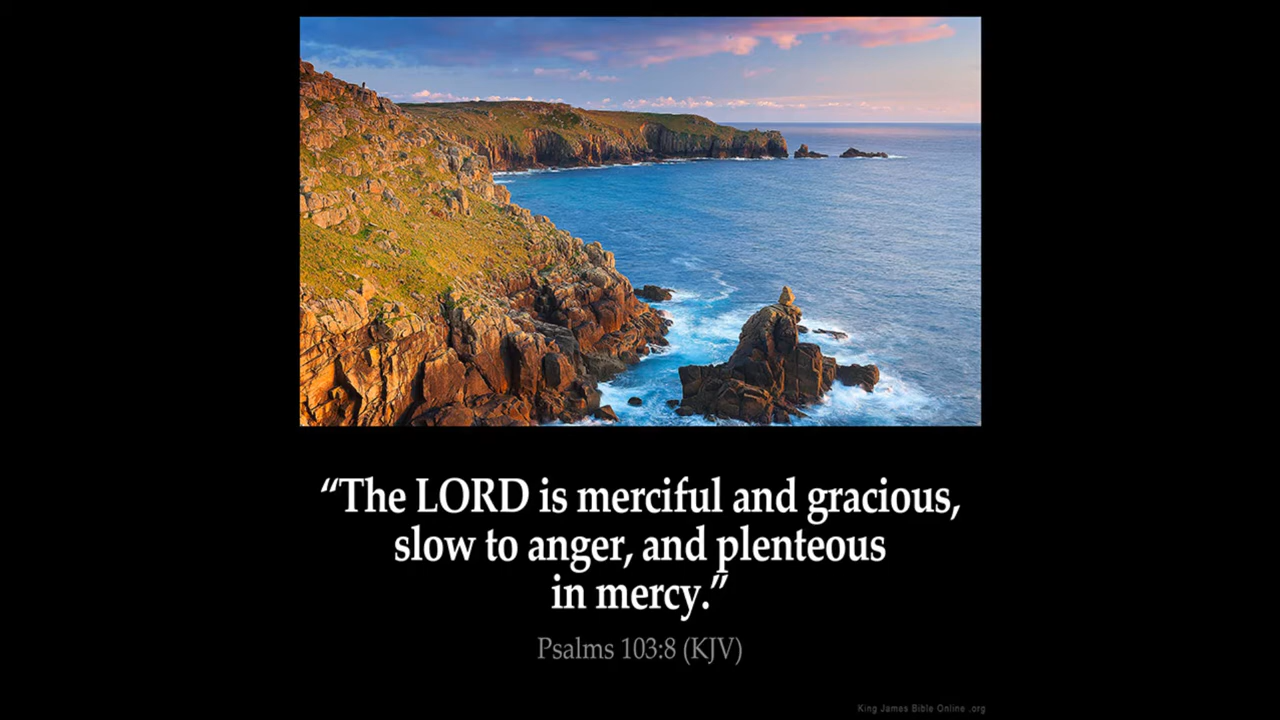 “The LORD is merciful and gracious,
slow to anger, and plenteous
in mercy.”
Psalms 103:8 (KJV)
King James Bible Online .org